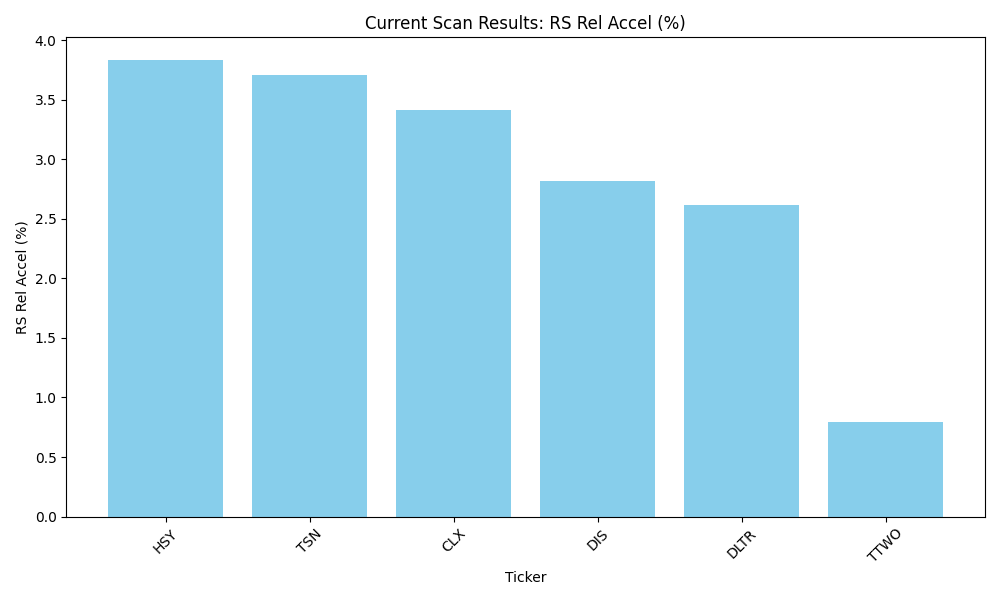 Current Scan Results: RS Rel Accel (%)
4.0
3.5
3.0
2.5
2.0
1.5
1.0
0.5
0.0
RS Rel Accel (%)
HSY
TSN
CLX
DIS
DLTR
TTWO
Ticker